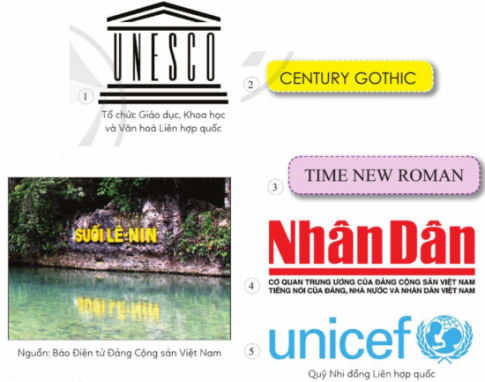 UNESCO
1
Tổ chức Giáo dục, Khoa học
và Văn hoá Liên hợp quốc
2
CENTURY GOTHIC
3
TIME NEW ROMAN
SUỐI LÊ-NIN
Nguồn: Báo Điện tử Đảng Cộng sản Việt Nam
Nhân Dân
4
CƠ QUAN TRUNG ƯƠNG CỦA ĐẢNG CỘNG SẢN VIỆT NAM
TIẾNG NÓI CỦA ĐẢNG, NHÀ NƯỚC VÀ NHÂN DÂN VIỆT NAM
5
unicef
Quỹ Nhi đồng Liên hợp quốc